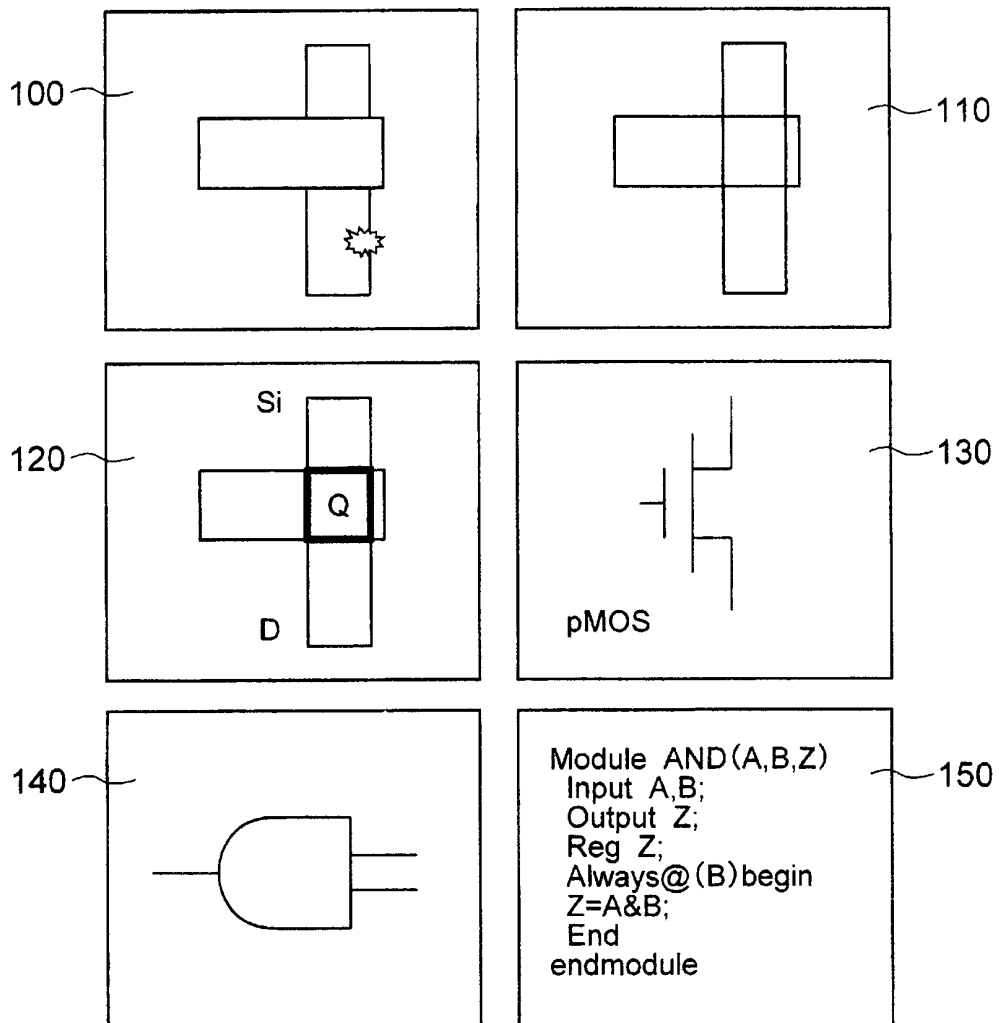 100
110
120
Si
Q
D
130
pMOS
140
150
Module AND(A,B,Z)
Input A,B;
Output Z;
Reg Z;
Always@(B)begin
Z=A&B;
End
endmodule